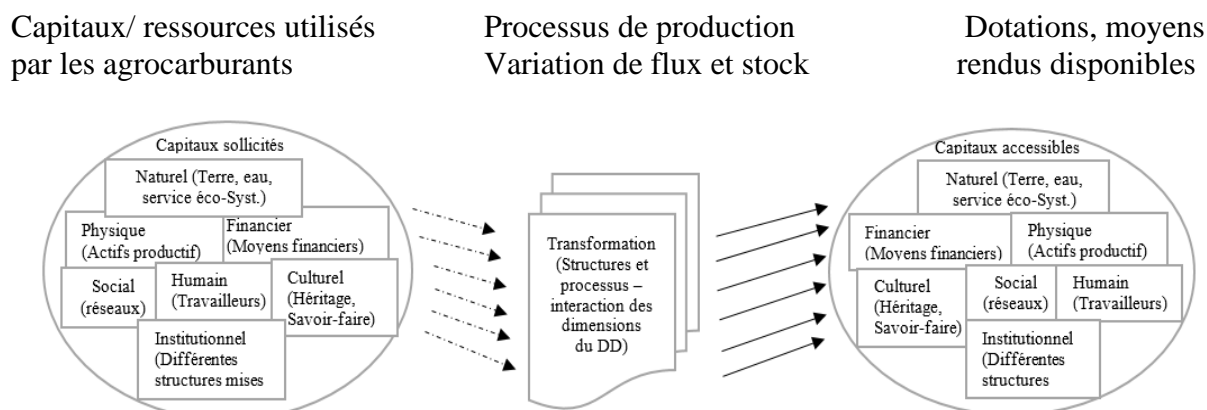 Capitaux/ ressources utilisés
par les agrocarburants
Processus de production
Variation de flux et stock
Dotations, moyens
rendus disponibles
Capitaux sollicités
Naturel (Terre, eau,
service éco-Syst.)
Physique
(Actifs productif)
Financier
(Moyens financiers)
Social
(réseaux)
Humain
(Travailleurs)
Culturel
(Héritage,
Savoir-faire)
Institutionnel
(Différentes
structures mises
Transformation
(Structures et
processus –
interaction des
dimensions
du DD)
Capitaux accessibles
Naturel (Terre, eau,
service éco-Syst.)
Financier
(Moyens financiers)
Physique
(Actifs productif)
Culturel
(Héritage,
Savoir-faire)
Social
(réseaux)
Humain
(Travailleurs)
Institutionnel
(Différentes
structures